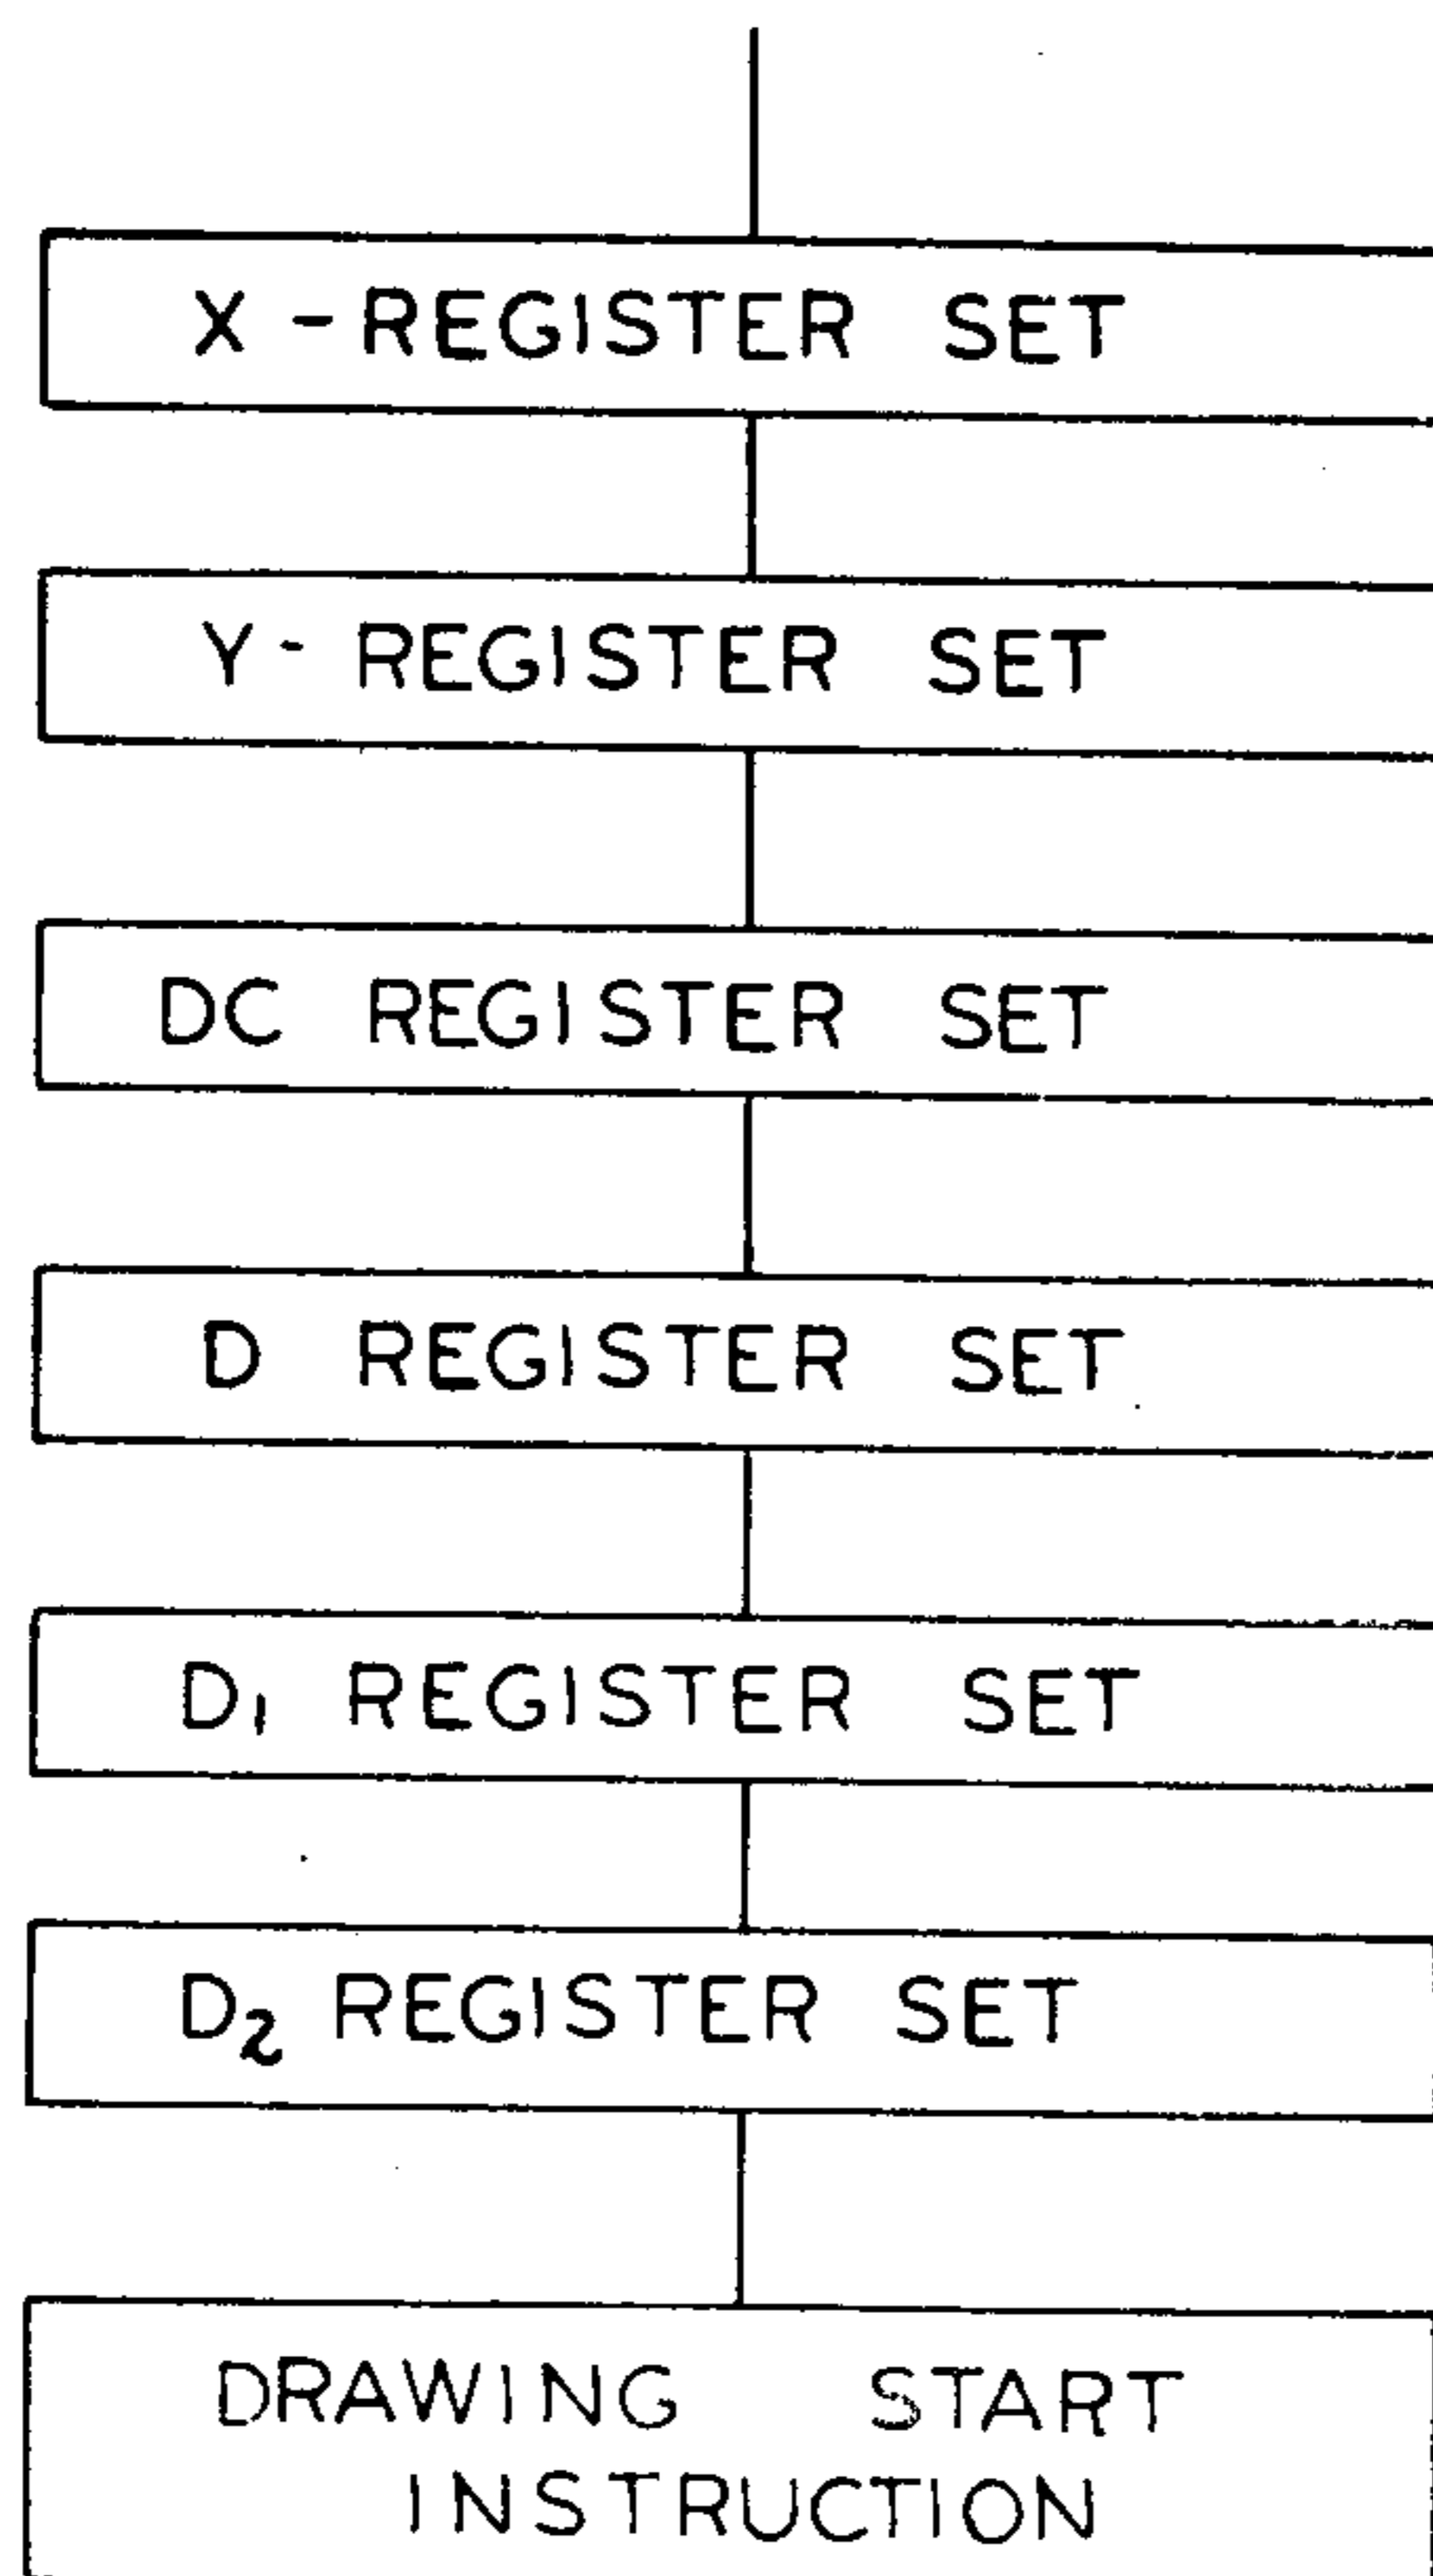 X - REGISTER SET
Y - REGISTER SET
DC REGISTER SET
D REGISTER SET
D₁ REGISTER SET
D₂ REGISTER SET
DRAWING START
INSTRUCTION